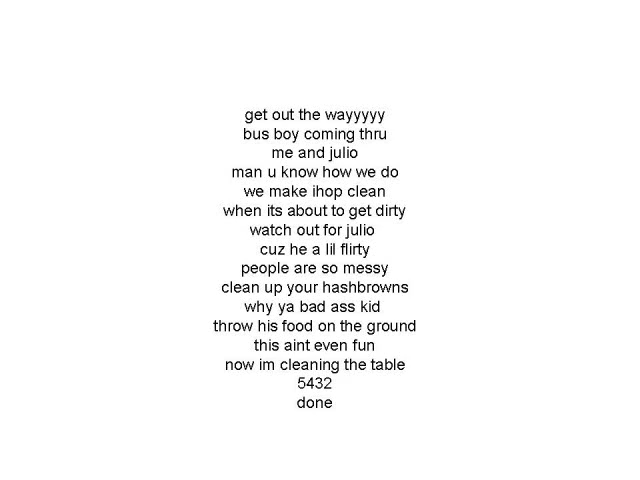 get out the wayyyyy
bus boy coming thru
me and julio
man u know how we do
we make ihop clean
when its about to get dirty
watch out for julio
cuz he a lil flirty
people are so messy
clean up your hashbrowns
why ya bad ass kid
throw his food on the ground
this aint even fun
now im cleaning the table
5432
done